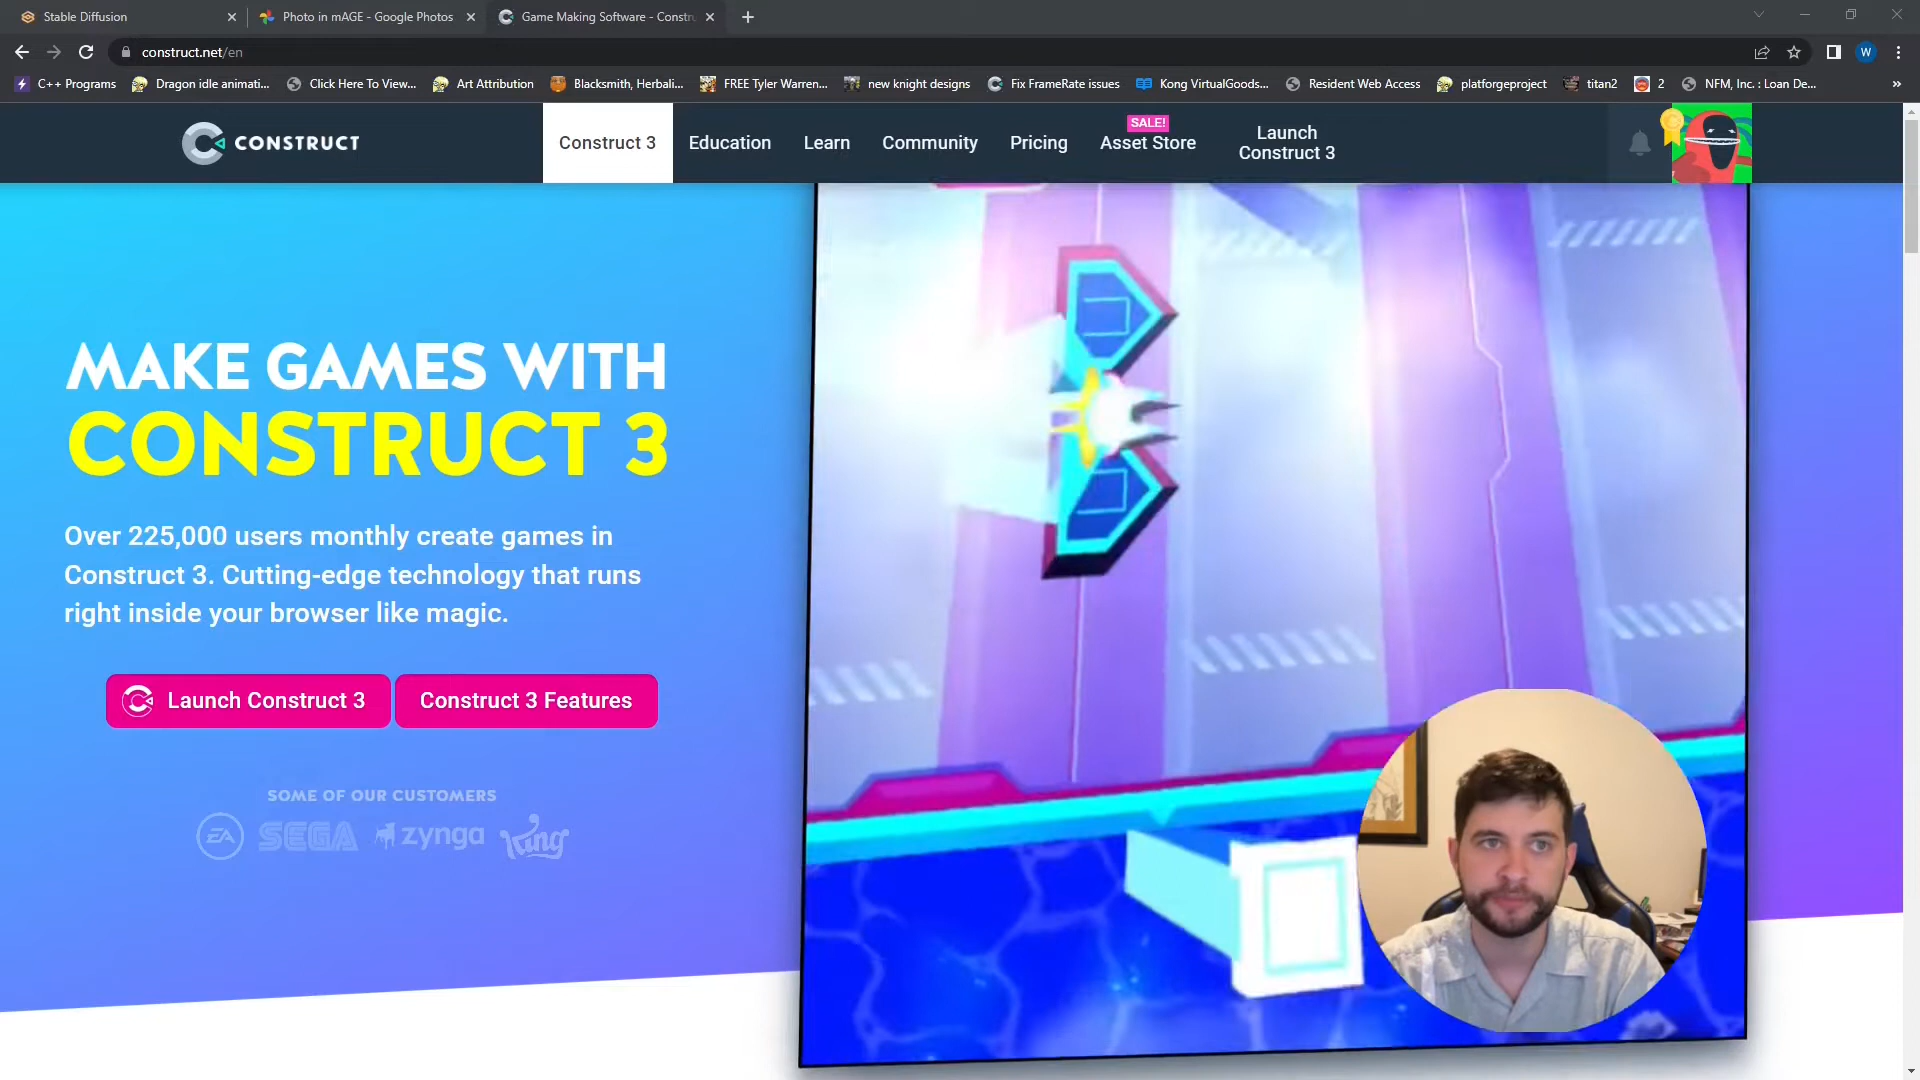 Stable Diffusion
Photo in mAGE - Google Photos
Game Making Software - Constru
construct.net/en
W
C++ Programs
Dragon idle animati...
Click Here To View...
Art Attribution
Blacksmith, Herbali...
FREE Tyler Warren...
new knight designs
Fix FrameRate issues
Kong VirtualGoods...
Resident Web Access
platforgeproject
titan2
2
NFM, Inc. : Loan De...
»
CONSTRUCT
Construct 3
Education
Learn
Community
Pricing
SALE!
Asset Store
Launch
Construct 3
MAKE GAMES WITH
CONSTRUCT 3
Over 225,000 users monthly create games in
Construct 3. Cutting-edge technology that runs
right inside your browser like magic.
Launch Construct 3
Construct 3 Features
SOME OF OUR CUSTOMERS
EA
SEGA
zynga
King